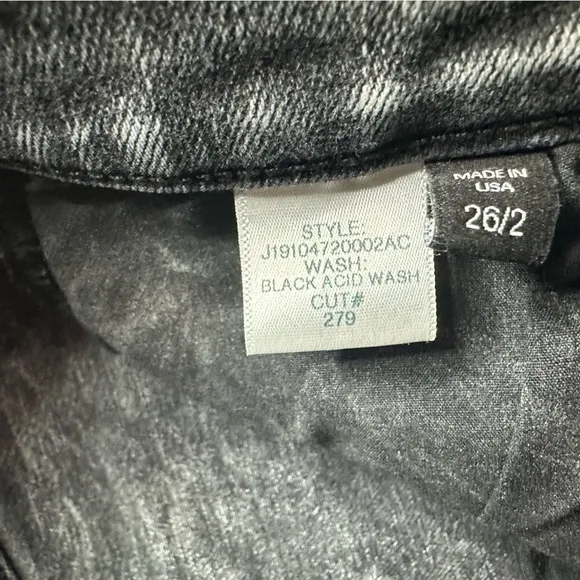 STYLE:
J19104720002AC
WASH:
BLACK ACID WASH
CUT#
279
MADE IN
USA
26/2